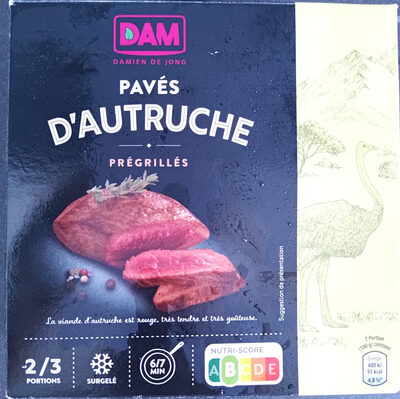 DAM
DAMIEN DE JONG
PAVÉS
D'AUTRUCHE
PRÉGRILLÉS
Suggestion de présentation
La viande d'autruche est rouge, très tendre et très goûteuse.
2/3
PORTIONS
SURGELÉ
6/7
MIN
NUTRI-SCORE
A B C D E
1 Portion
(100 g) contient
Energie
400 kJ
95 kcal
4,8 %*